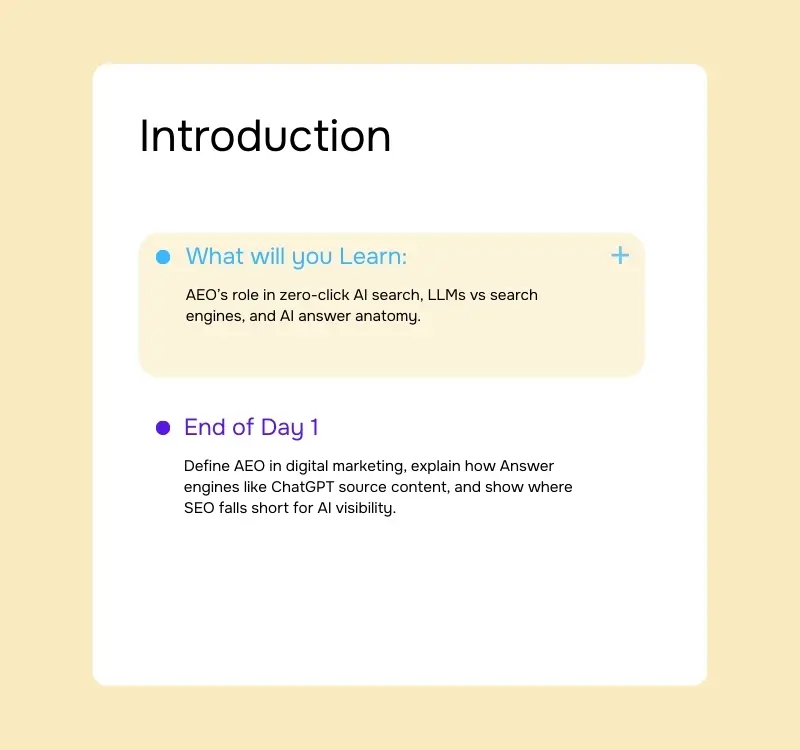 Introduction
What will you Learn:
+
AEO’s role in zero-click AI search, LLMs vs search
engines, and AI answer anatomy.
End of Day 1
Define AEO in digital marketing, explain how Answer
engines like ChatGPT source content, and show where
SEO falls short for AI visibility.